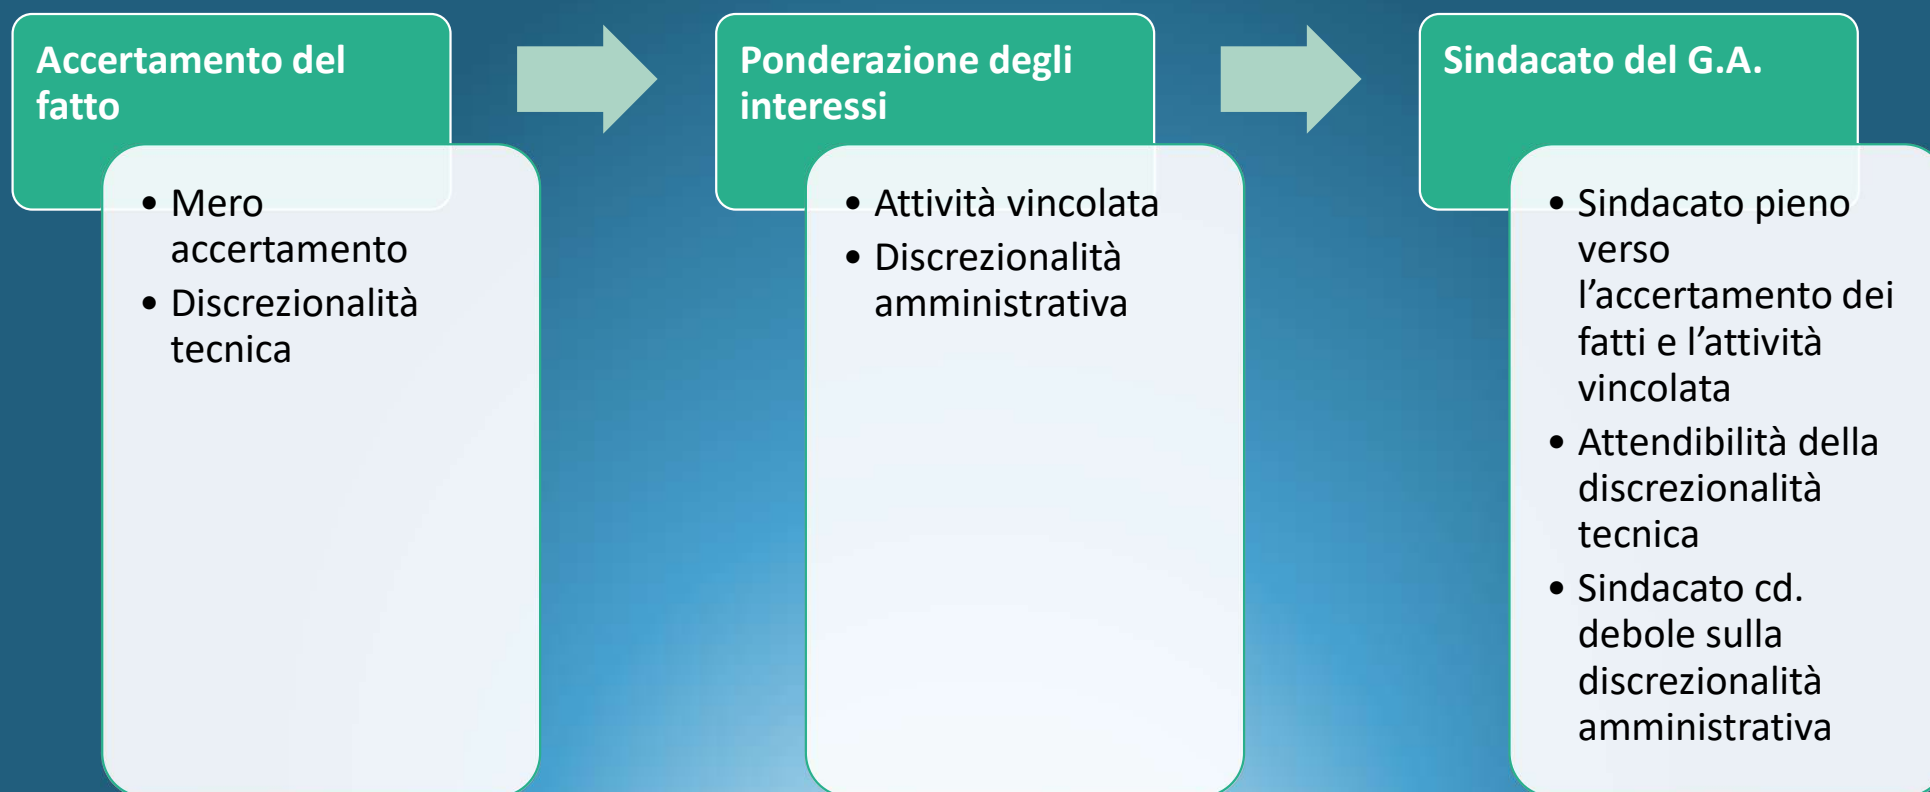 Accertamento del
fatto
• Mero
accertamento
• Discrezionalità
tecnica
Ponderazione degli
interessi
• Attività vincolata
• Discrezionalità
amministrativa
Sindacato del G.A.
• Sindacato pieno
verso
l’accertamento dei
fatti e l’attività
vincolata
• Attendibilità della
discrezionalità
tecnica
• Sindacato cd.
debole sulla
discrezionalità
amministrativa